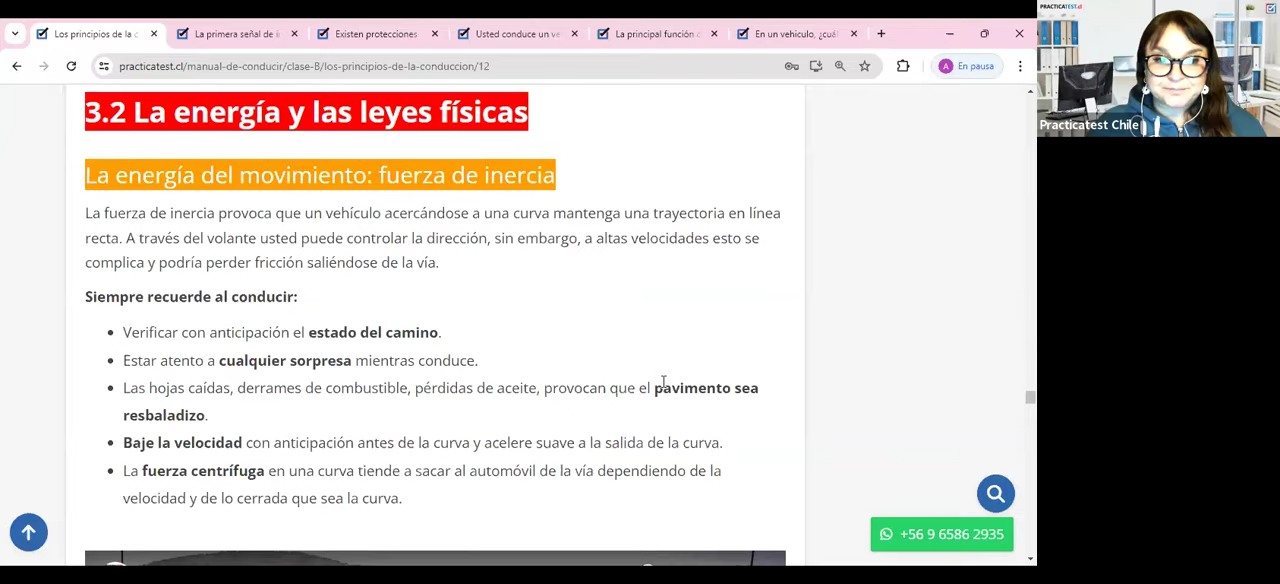 Los principios de la c
La primera señal de i
Existen protecciones
Usted conduce un ve
La principal función
En un vehículo, ¿cuál
PRACTICATEST.cl
practicatest.cl/manual-de-conducir/clase-B/los-principios-de-la-conduccion/12
A
En pausa
Practicatest Chile
3.2 La energía y las leyes físicas
La energía del movimiento: fuerza de inercia
La fuerza de inercia provoca que un vehículo acercándose a una curva mantenga una trayectoria en línea
recta. A través del volante usted puede controlar la dirección, sin embargo, a altas velocidades esto se
complica y podría perder fricción saliéndose de la vía.
Siempre recuerde al conducir:
Verificar con anticipación el estado del camino.
Estar atento a cualquier sorpresa mientras conduce.
Las hojas caídas, derrames de combustible, pérdidas de aceite, provocan que el pavimento sea
resbaladizo.
Baje la velocidad con anticipación antes de la curva y acelere suave a la salida de la curva.
La fuerza centrífuga en una curva tiende a sacar al automóvil de la vía dependiendo de la
velocidad y de lo cerrada que sea la curva.
+56 9 6586 2935